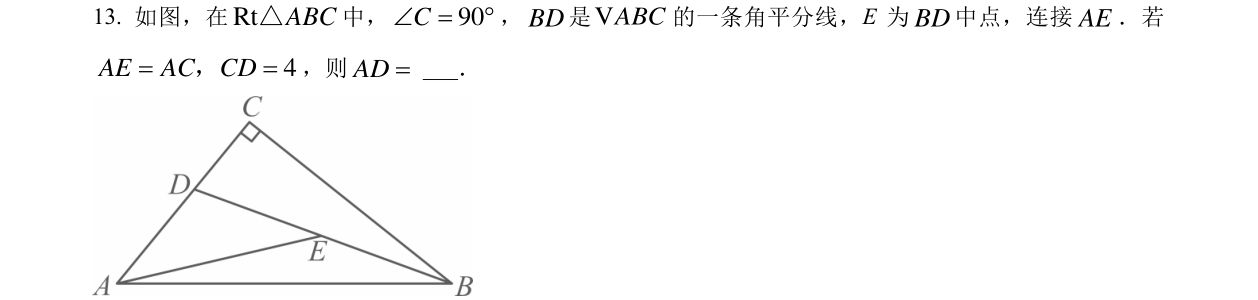 13. 如图，在Rt△ABC中，∠C=90°，BD是VABC的一条角平分线，E为BD中点，连接AE．若
AE=AC，CD=4，则AD= __.
C
D
E
A
B